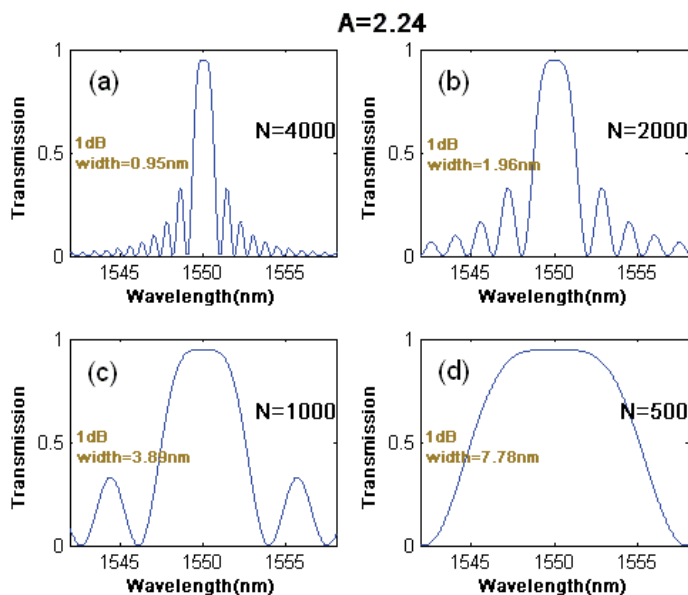 A=2.24
(a)
N=4000
1dB
width=0.95nm
Transmission
1
0.5
0
1545
1550
1555
Wavelength(nm)
(b)
N=2000
1dB
width=1.96nm
Transmission
1
0.5
0
1545
1550
1555
Wavelength(nm)
(c)
N=1000
1dB
width=3.89nm
Transmission
1
0.5
0
1545
1550
1555
Wavelength(nm)
(d)
N=500
1dB
width=7.78nm
Transmission
1
0.5
0
1545
1550
1555
Wavelength(nm)